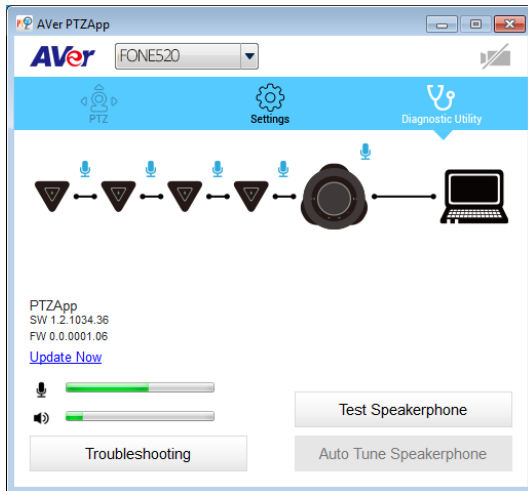 AVer PTZApp
AVer
FONE520
PTZ
Settings
Diagnostic Utility
PTZApp
SW 1.2.1034.36
FW 0.0.0001.06
Update Now
Test Speakerphone
Troubleshooting
Auto Tune Speakerphone